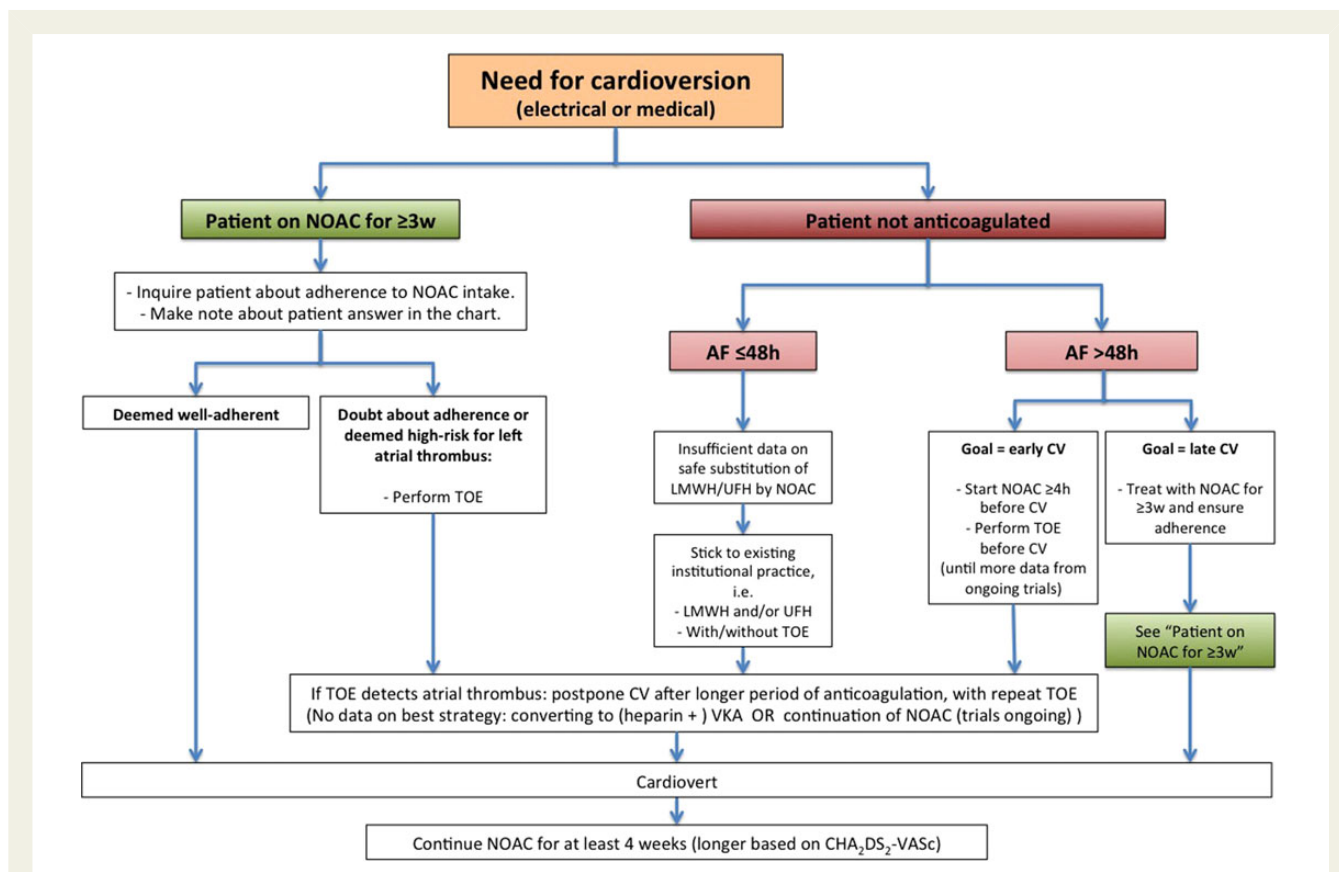 Need for cardioversion
(electrical or medical)
Patient on NOAC for ≥3w
Patient not anticoagulated
- Inquire patient about adherence to NOAC intake.
- Make note about patient answer in the chart.
AF ≤48h
AF >48h
Deemed well-adherent
Doubt about adherence or
deemed high-risk for left
atrial thrombus:
- Perform TOE
Insufficient data on
safe substitution of
LMWH/UFH by NOAC
Goal = early CV
- Start NOAC ≥4h
before CV
- Perform TOE
before CV
(until more data from
ongoing trials)
Goal = late CV
- Treat with NOAC for
≥3w and ensure
adherence
Stick to existing
institutional practice,
i.e.
- LMWH and/or UFH
- With/without TOE
See “Patient on
NOAC for ≥3w”
If TOE detects atrial thrombus: postpone CV after longer period of anticoagulation, with repeat TOE
(No data on best strategy: converting to (heparin + ) VKA OR continuation of NOAC (trials ongoing) )
Cardiovert
Continue NOAC for at least 4 weeks (longer based on CHA₂DS₂-VASc)